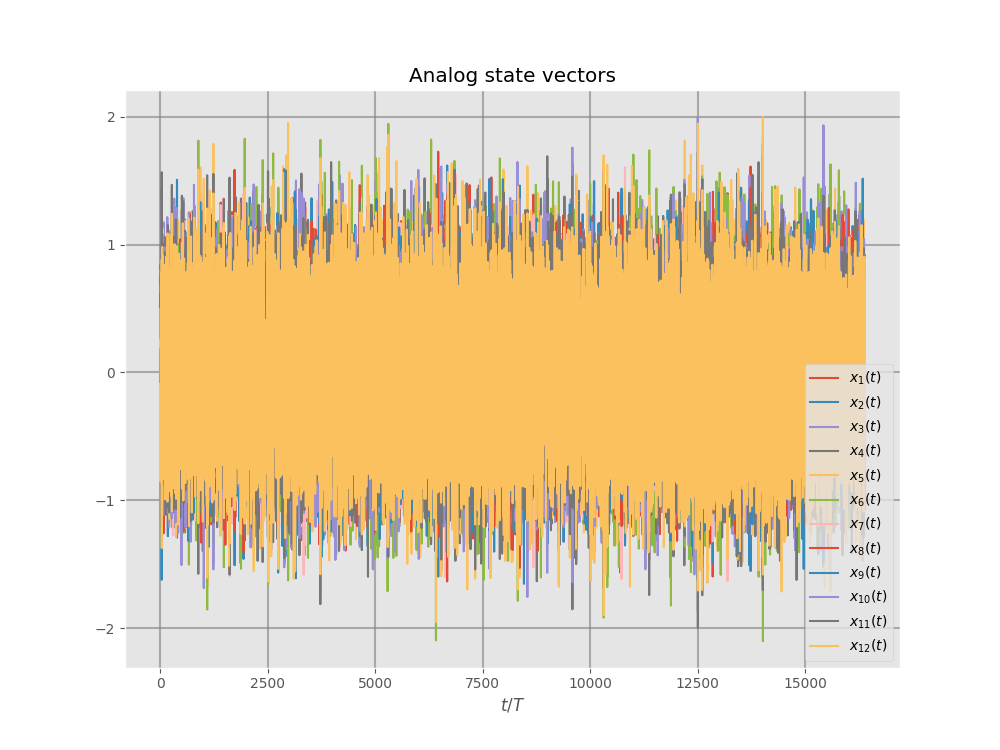 Analog state vectors
2
1
0
−1
−2
0 2500 5000 7500 10000 12500 15000
t/T
x₁(t)
x₂(t)
x₃(t)
x₄(t)
x₅(t)
x₆(t)
x₇(t)
x₈(t)
x₉(t)
x₁₀(t)
x₁₁(t)
x₁₂(t)